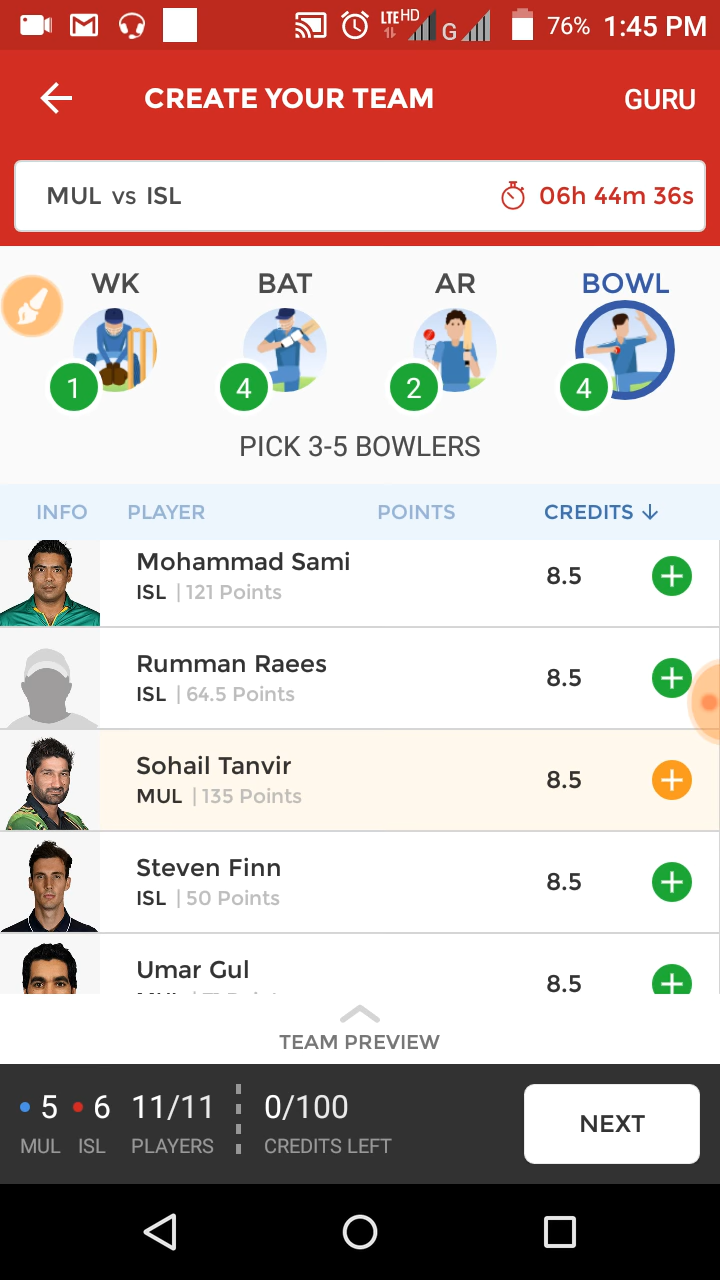 LTE HD G 76% 1:45 PM
CREATE YOUR TEAM GURU
MUL vs ISL 06h 44m 36s
WK BAT AR BOWL
1 4 2 4
PICK 3-5 BOWLERS
INFO PLAYER POINTS CREDITS
Mohammad Sami
ISL | 121 Points 8.5
Rumman Raees
ISL | 64.5 Points 8.5
Sohail Tanvir
MUL | 135 Points 8.5
Steven Finn
ISL | 50 Points 8.5
Umar Gul
8.5
TEAM PREVIEW
5 6 11/11 0/100
MUL ISL PLAYERS CREDITS LEFT
NEXT